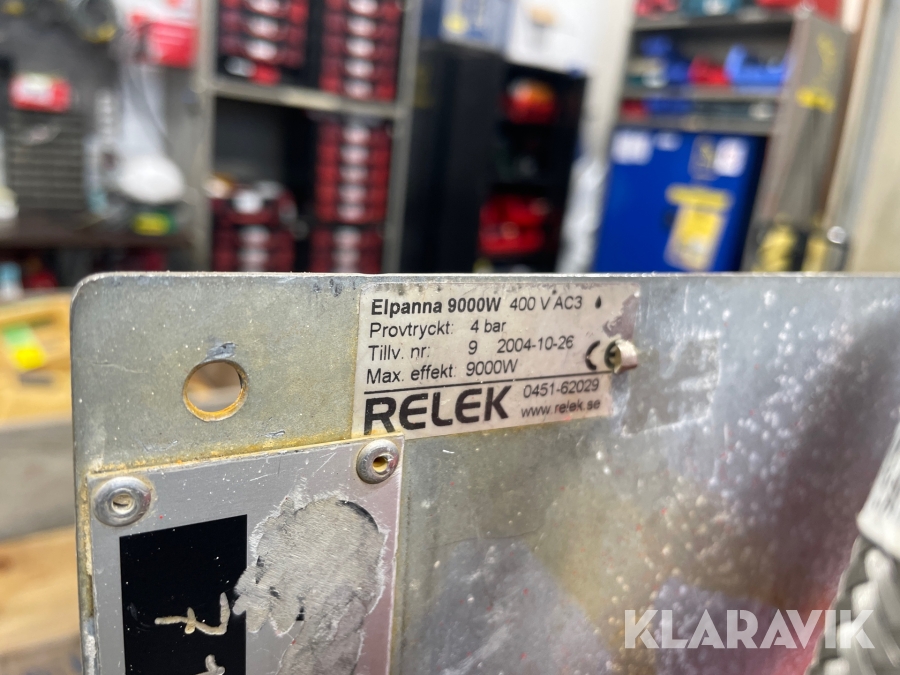 Elpanna 9000W 400 V AC3
Provtryckt: 4 bar
Tillv. nr: 9 2004-10-26
Max. effekt: 9000W
CE
RELEK
0451-62029
www.relek.se
KLARAVIK